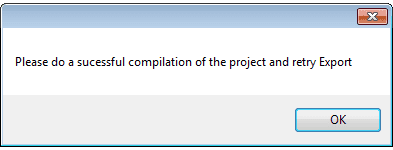 Please do a sucessful compilation of the project and retry Export
OK